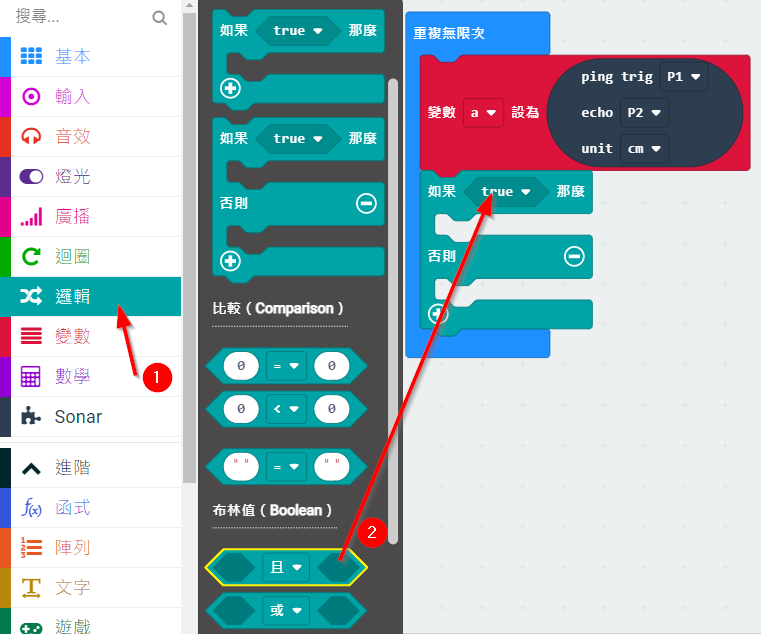 搜尋...
基本
輸入
音效
燈光
廣播
迴圈
邏輯
變數
數學
Sonar
進階
f(x) 函式
陣列
文字
遊戲
1
如果 true 那麼
如果 true 那麼
否則
比較 ( Comparison )
0 = 0
0 < 0
" " = " "
布林值 ( Boolean )
2
且
或
重複無限次
變數 a 設為 ping trig P1
echo P2
unit cm
如果 true 那麼
否則